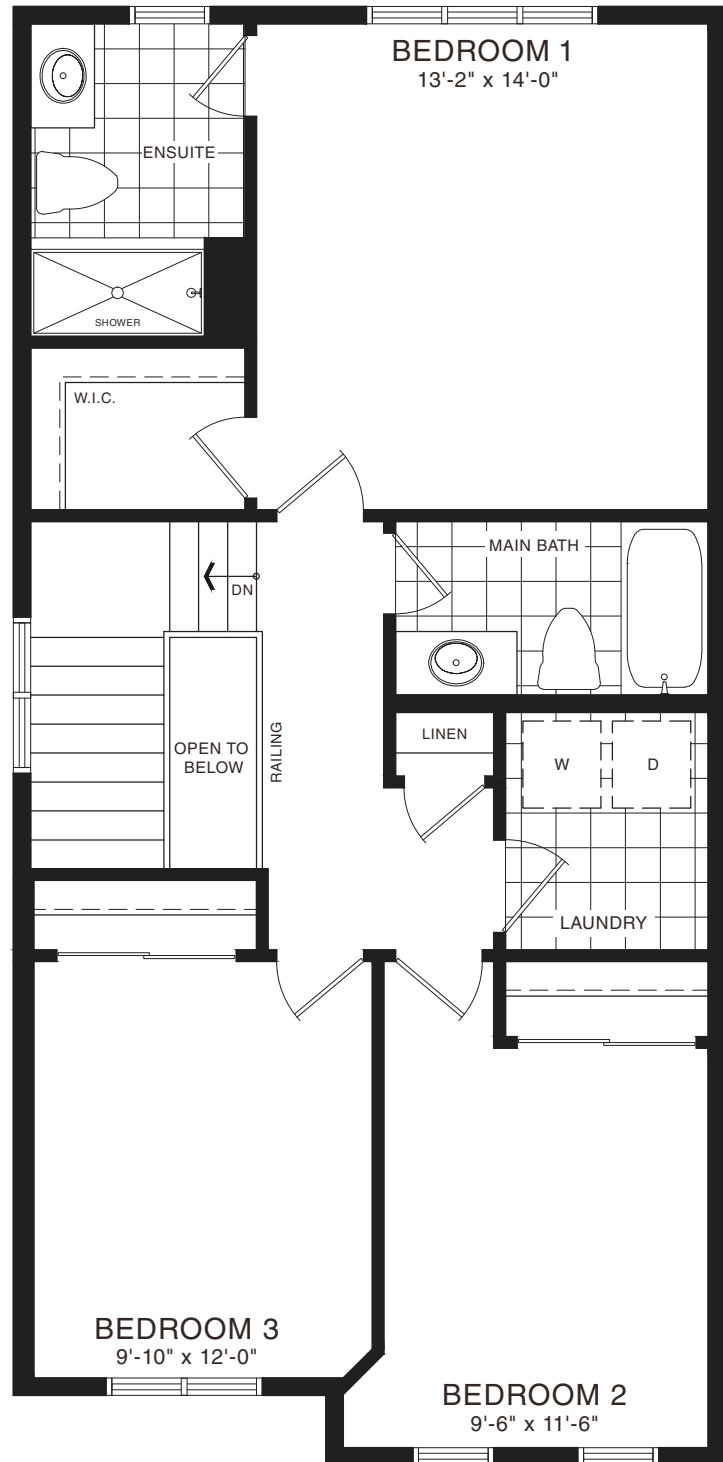 BEDROOM 1
13'-2" x 14'-0"
ENSUITE
SHOWER
W.I.C.
MAIN BATH
DN
OPEN TO
BELOW
RAILING
LINEN
W
D
LAUNDRY
BEDROOM 3
9'-10" x 12'-0"
BEDROOM 2
9'-6" x 11'-6"